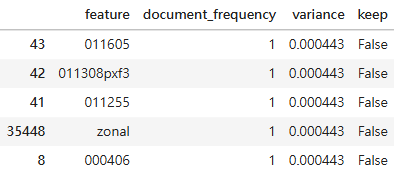 feature document_frequency variance keep
43 011605 1 0.000443 False
42 011308pxf3 1 0.000443 False
41 011255 1 0.000443 False
35448 zonal 1 0.000443 False
8 000406 1 0.000443 False